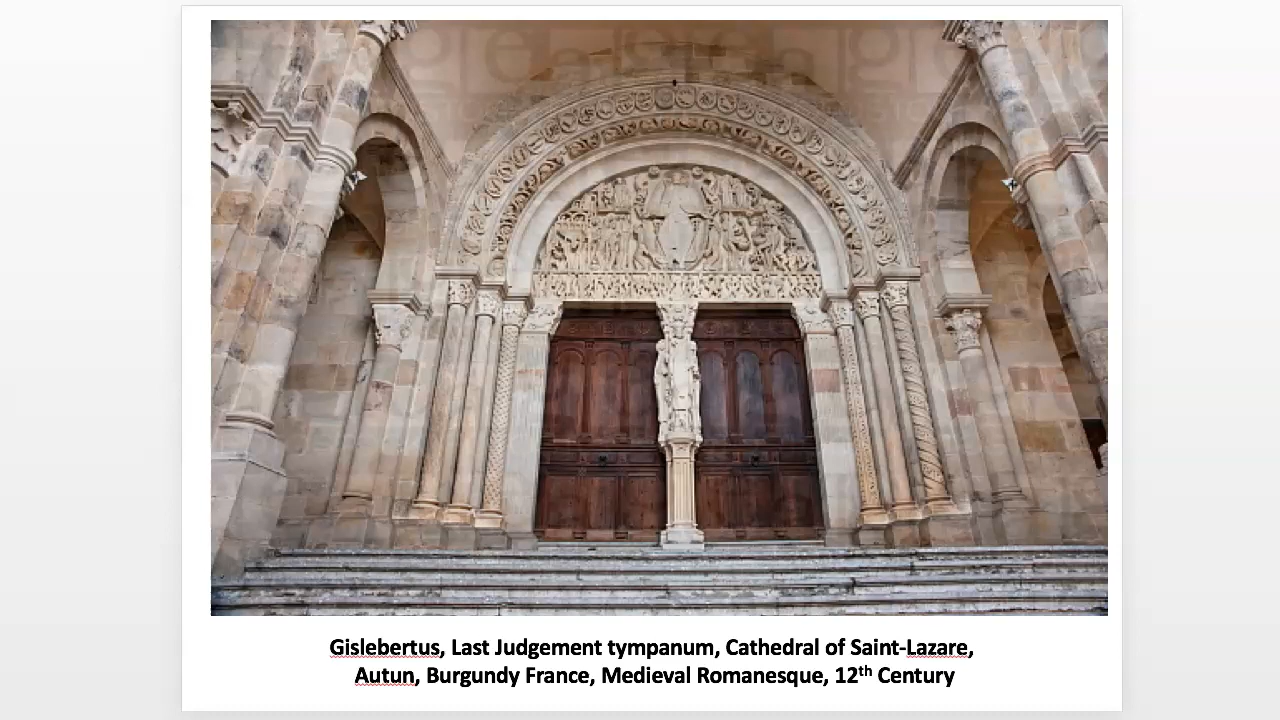 Gislebertus, Last Judgement tympanum, Cathedral of Saint-Lazare,
Autun, Burgundy France, Medieval Romanesque, 12th Century